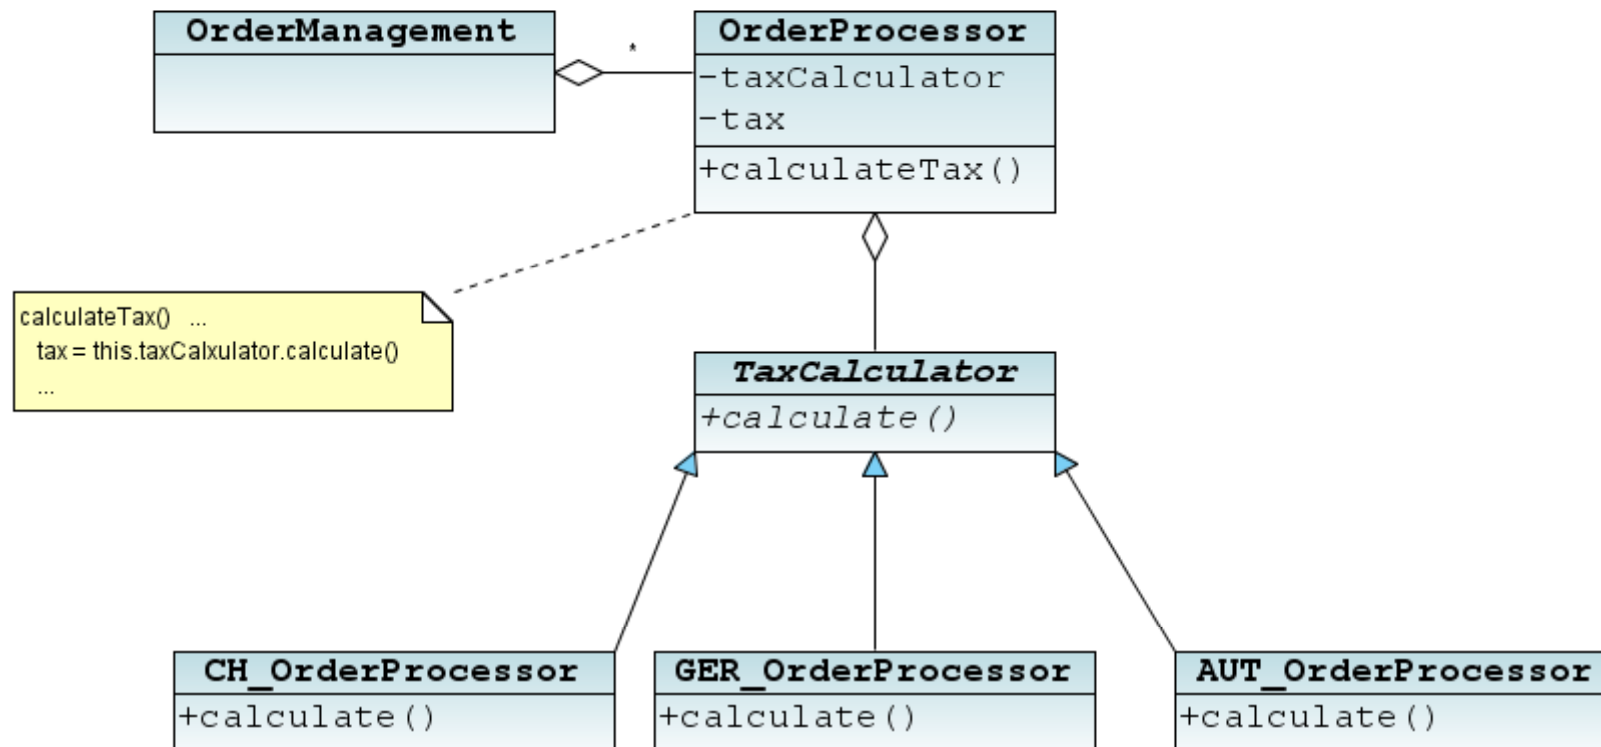 OrderManagement
*
OrderProcessor
-taxCalculator
-tax
+calculateTax()
calculateTax() ...
tax = this.taxCalxulator.calculate()
...
TaxCalculator
+calculate()
CH_OrderProcessor
+calculate()
GER_OrderProcessor
+calculate()
AUT_OrderProcessor
+calculate()